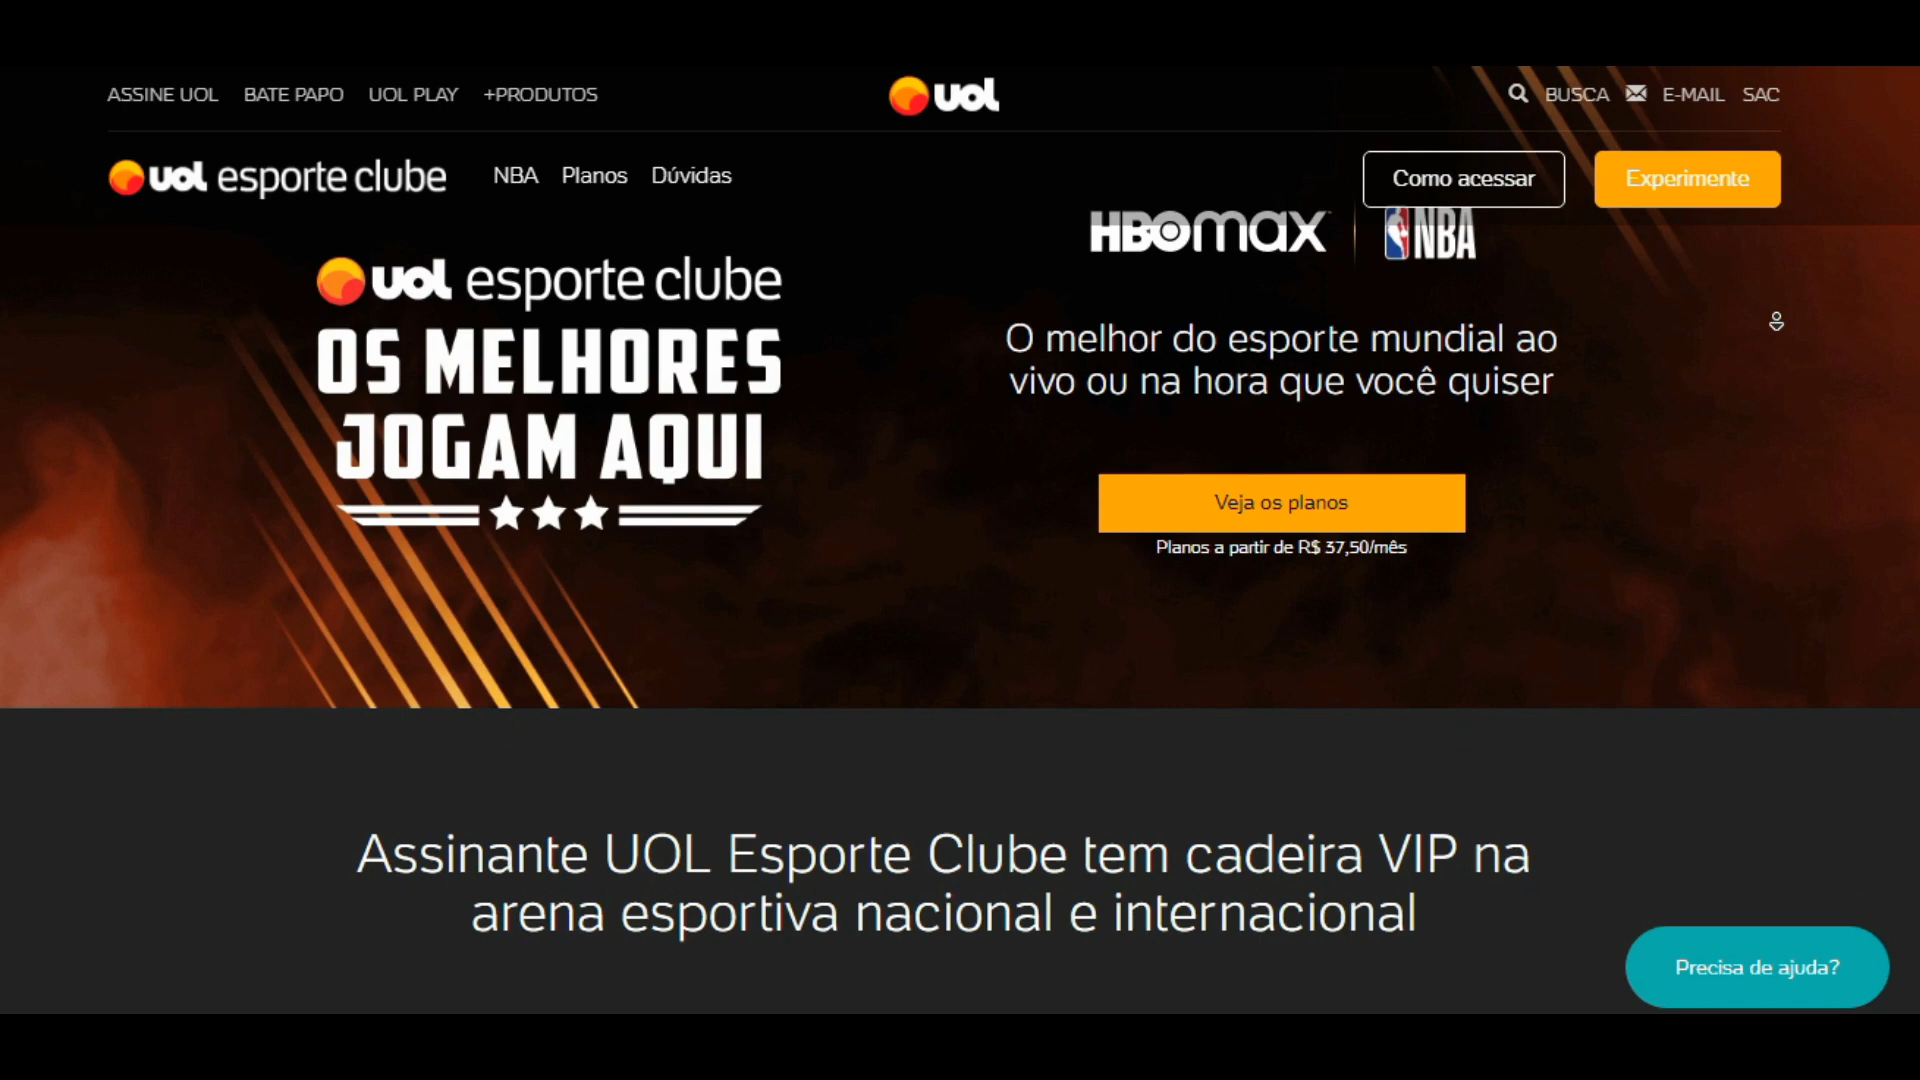 ASSINE UOL BATE PAPO UOL PLAY +PRODUTOS UOL BUSCA E-MAIL SAC
UOL esporte clube NBA Planos Dúvidas Como acessar Experimente
HBOmax NBA
UOL esporte clube
OS MELHORES
JOGAM AQUI
O melhor do esporte mundial ao
vivo ou na hora que você quiser
Veja os planos
Planos a partir de R$ 37,50/mês
Assinante UOL Esporte Clube tem cadeira VIP na
arena esportiva nacional e internacional
Precisa de ajuda?